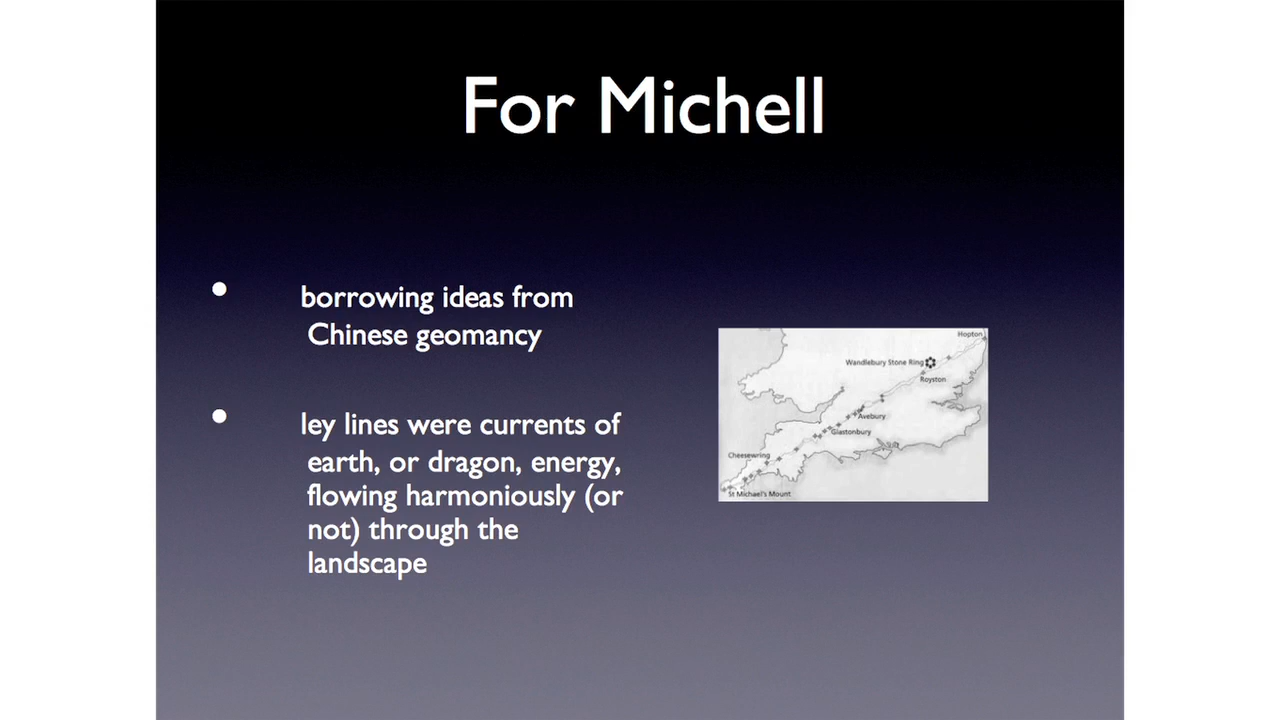 For Michell
• borrowing ideas from
Chinese geomancy
• ley lines were currents of
earth, or dragon, energy,
flowing harmoniously (or
not) through the
landscape
Hopton
Wandlebury Stone Ring
Royston
Avebury
Glastonbury
Cheesewring
St Michael's Mount